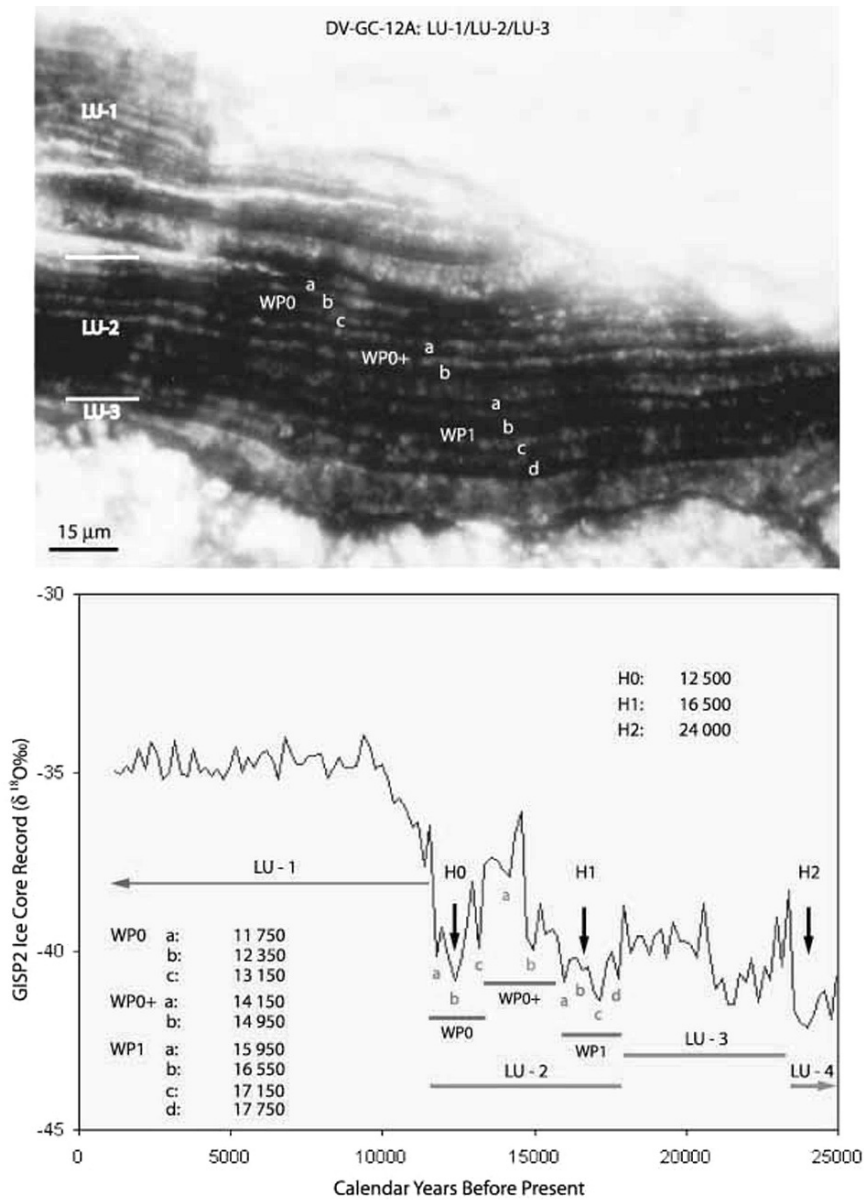 DV-GC-12A: LU-1/LU-2/LU-3
LU-1
LU-2
LU-3
WP0
a
b
c
WP0+
a
b
WP1
a
b
c
d
15 µm
GISP2 Ice Core Record (δ ¹⁸O‰)
-30
-35
-40
-45
H0: 12 500
H1: 16 500
H2: 24 000
LU - 1
H0
H1
H2
a
b
c
WP0
a
b
WP0+
a
b
c
d
WP1
LU - 2
LU - 3
LU - 4
WP0 a: 11 750
b: 12 350
c: 13 150
WP0+ a: 14 150
b: 14 950
WP1 a: 15 950
b: 16 550
c: 17 150
d: 17 750
0 5000 10000 15000 20000 25000
Calendar Years Before Present